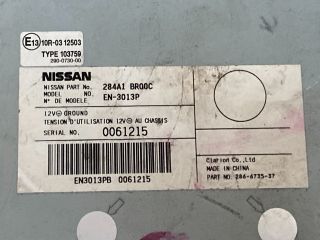 E13 10R-03 12503
TYPE 103759
290-0730-00
NISSAN
NISSAN PART No. 284A1 BR00C
MODEL NO. EN-3013P
N° DE MODELE
12V⊖GROUND
TENSION D'UTILISATION 12V⊖ AU CHASSIS
SERIAL NO. 0061215
EN3013PB 0061215
Clarion Co.,Ltd
MADE IN CHINA
PART NO. 286-6735-37